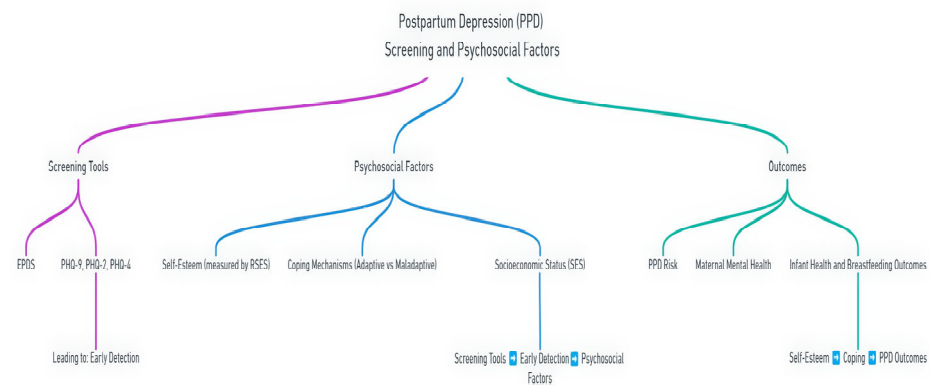 Postpartum Depression (PPD)
Screening and Psychosocial Factors
Screening Tools
Psychosocial Factors
Outcomes
EPDS
PHQ-9, PHQ-2, PHQ-4
Self-Esteem (measured by RSES)
Coping Mechanisms (Adaptive vs Maladaptive)
Socioeconomic Status (SES)
PPD Risk
Maternal Mental Health
Infant Health and Breastfeeding Outcomes
Leading to: Early Detection
Screening Tools ➡ Early Detection ➡ Psychosocial
Factors
Self-Esteem ➡ Coping ➡ PPD Outcomes